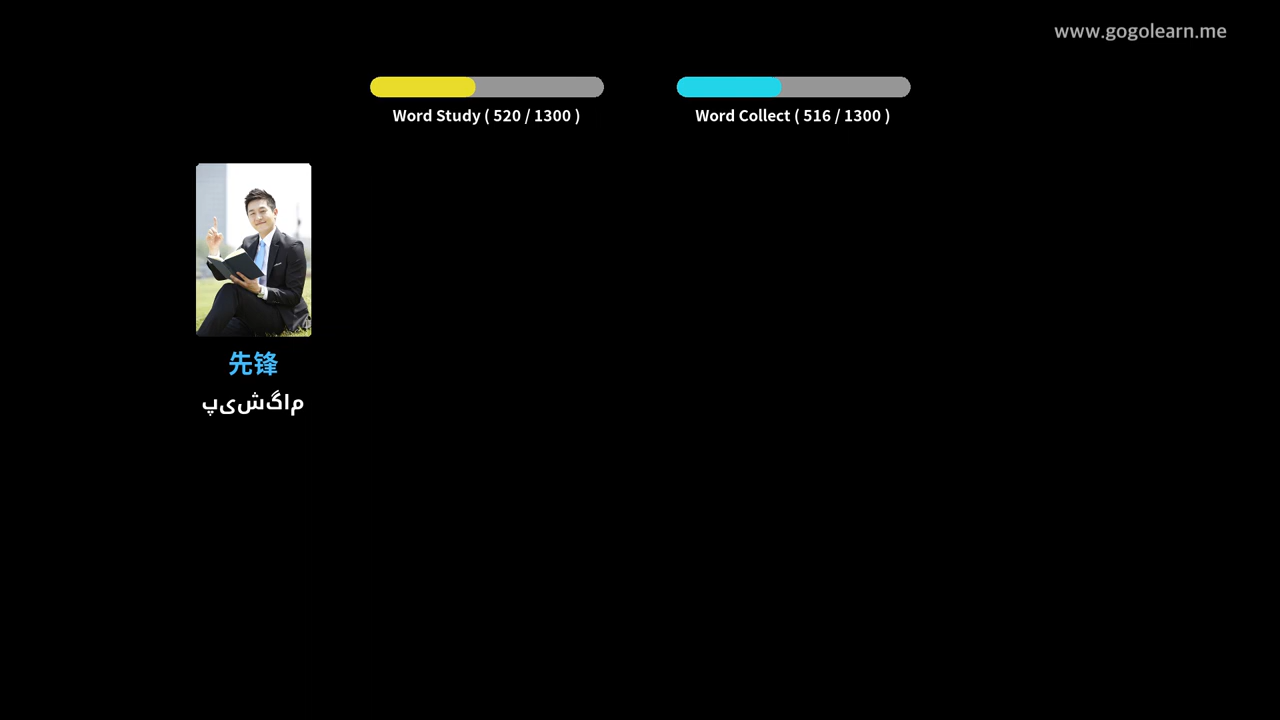 www.gogolearn.me
Word Study ( 520 / 1300 )
Word Collect ( 516 / 1300 )
先锋
پیشگام